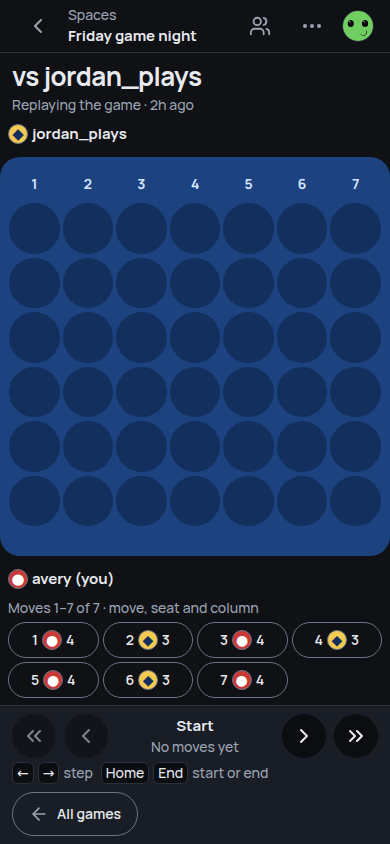 Spaces
Friday game night
vs jordan_plays
Replaying the game · 2h ago
jordan_plays
1 2 3 4 5 6 7
avery (you)
Moves 1–7 of 7 · move, seat and column
1 4 2 3 3 4 4 3
5 4 6 3 7 4
Start
No moves yet
← → step Home End start or end
← All games